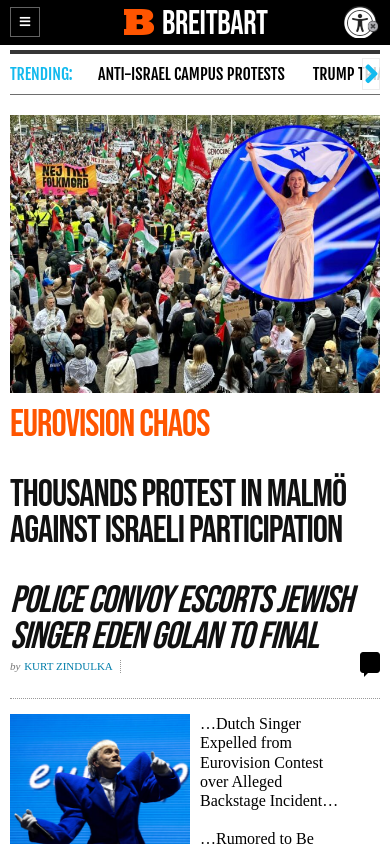 BREITBART
TRENDING:
ANTI-ISRAEL CAMPUS PROTESTS
TRUMP
NEJ TILL
FOLKMORD
EUROVISION CHAOS
THOUSANDS PROTEST IN MALMÖ
AGAINST ISRAELI PARTICIPATION
POLICE CONVOY ESCORTS JEWISH
SINGER EDEN GOLAN TO FINAL
by KURT ZINDULKA
…Dutch Singer
Expelled from
Eurovision Contest
over Alleged
Backstage Incident…
…Rumored to Be